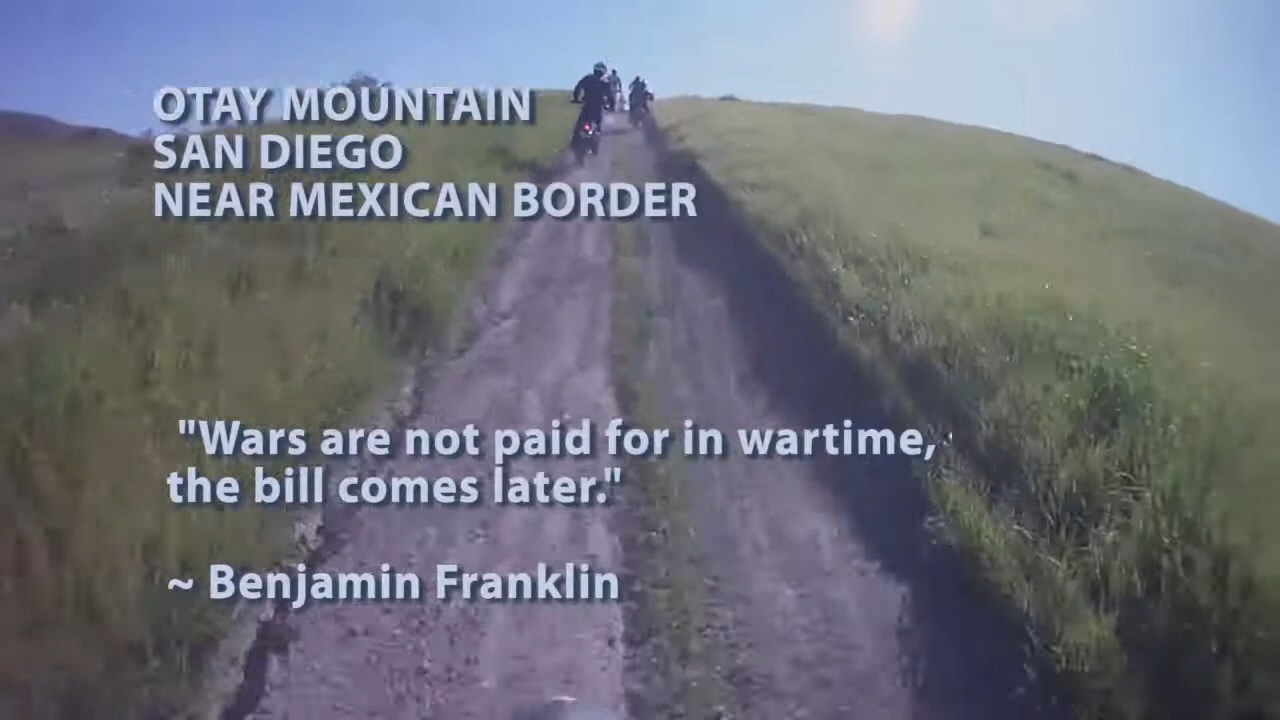 OTAY MOUNTAIN
SAN DIEGO
NEAR MEXICAN BORDER
"Wars are not paid for in wartime,
the bill comes later."
~ Benjamin Franklin